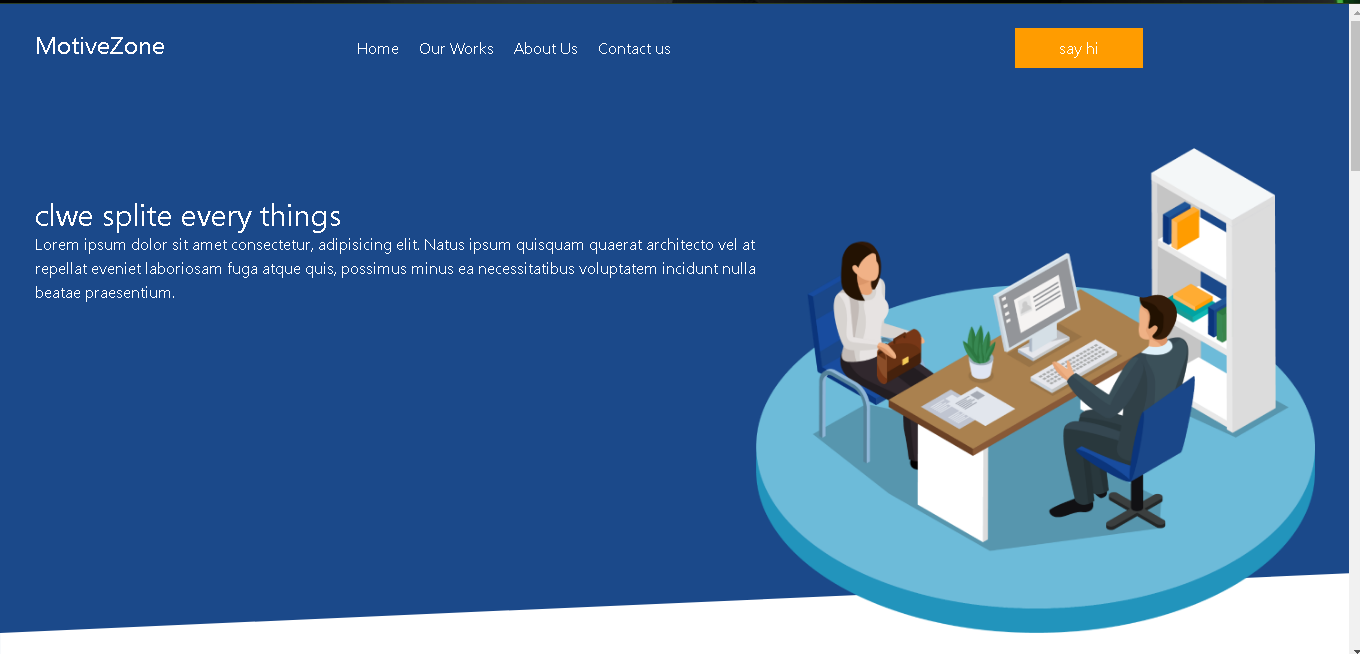 MotiveZone
Home Our Works About Us Contact us
say hi
clwe splite every things
Lorem ipsum dolor sit amet consectetur, adipisicing elit. Natus ipsum quisquam quaerat architecto vel at
repellat eveniet laboriosam fuga atque quis, possimus minus ea necessitatibus voluptatem incidunt nulla
beatae praesentium.